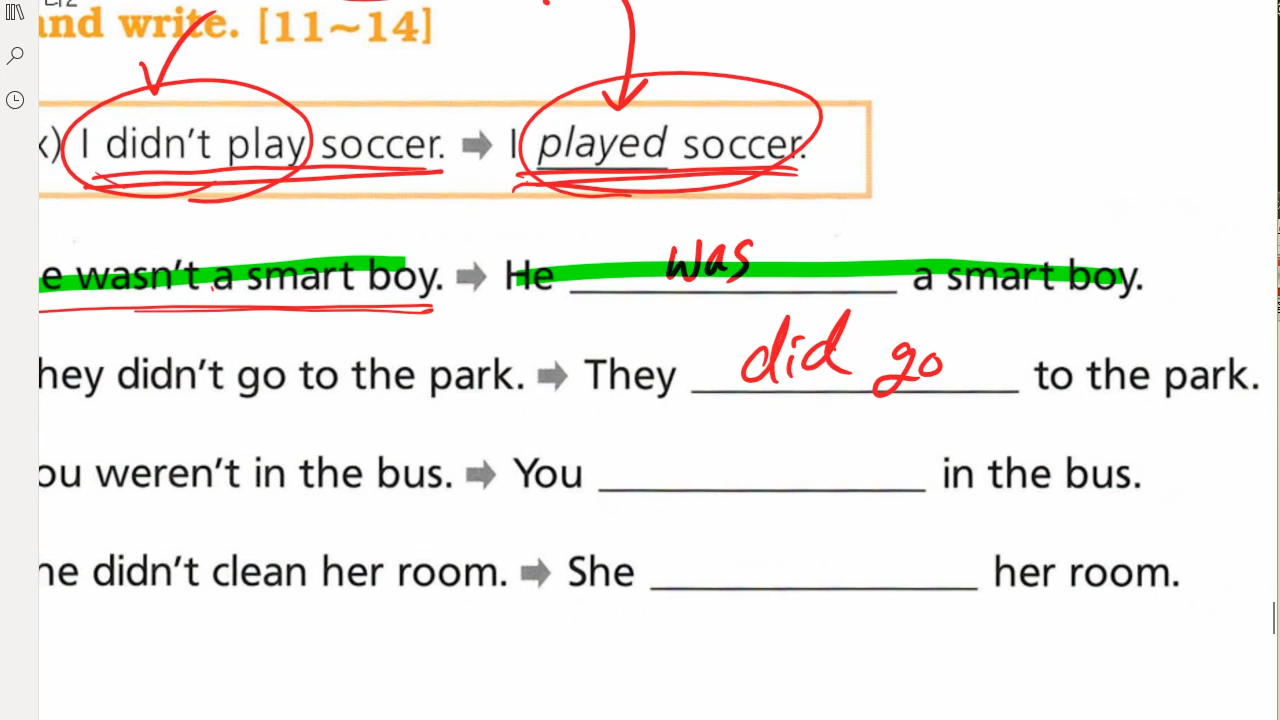 and write. [11~14]
x) I didn't play soccer. ➡ I played soccer.
e wasn't a smart boy. ➡ He was a smart boy.
hey didn't go to the park. ➡ They did go to the park.
ou weren't in the bus. ➡ You ____________ in the bus.
he didn't clean her room. ➡ She ____________ her room.